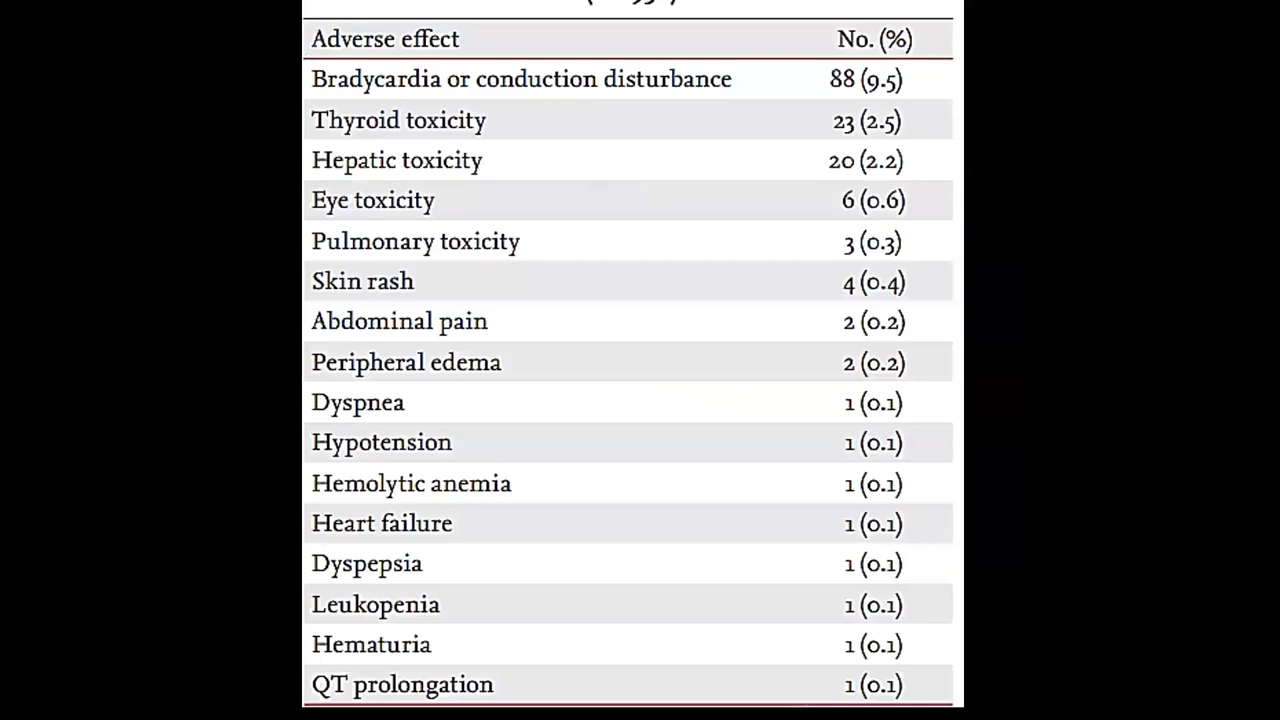 Adverse effect No. (%)
Bradycardia or conduction disturbance 88 (9.5)
Thyroid toxicity 23 (2.5)
Hepatic toxicity 20 (2.2)
Eye toxicity 6 (0.6)
Pulmonary toxicity 3 (0.3)
Skin rash 4 (0.4)
Abdominal pain 2 (0.2)
Peripheral edema 2 (0.2)
Dyspnea 1 (0.1)
Hypotension 1 (0.1)
Hemolytic anemia 1 (0.1)
Heart failure 1 (0.1)
Dyspepsia 1 (0.1)
Leukopenia 1 (0.1)
Hematuria 1 (0.1)
QT prolongation 1 (0.1)